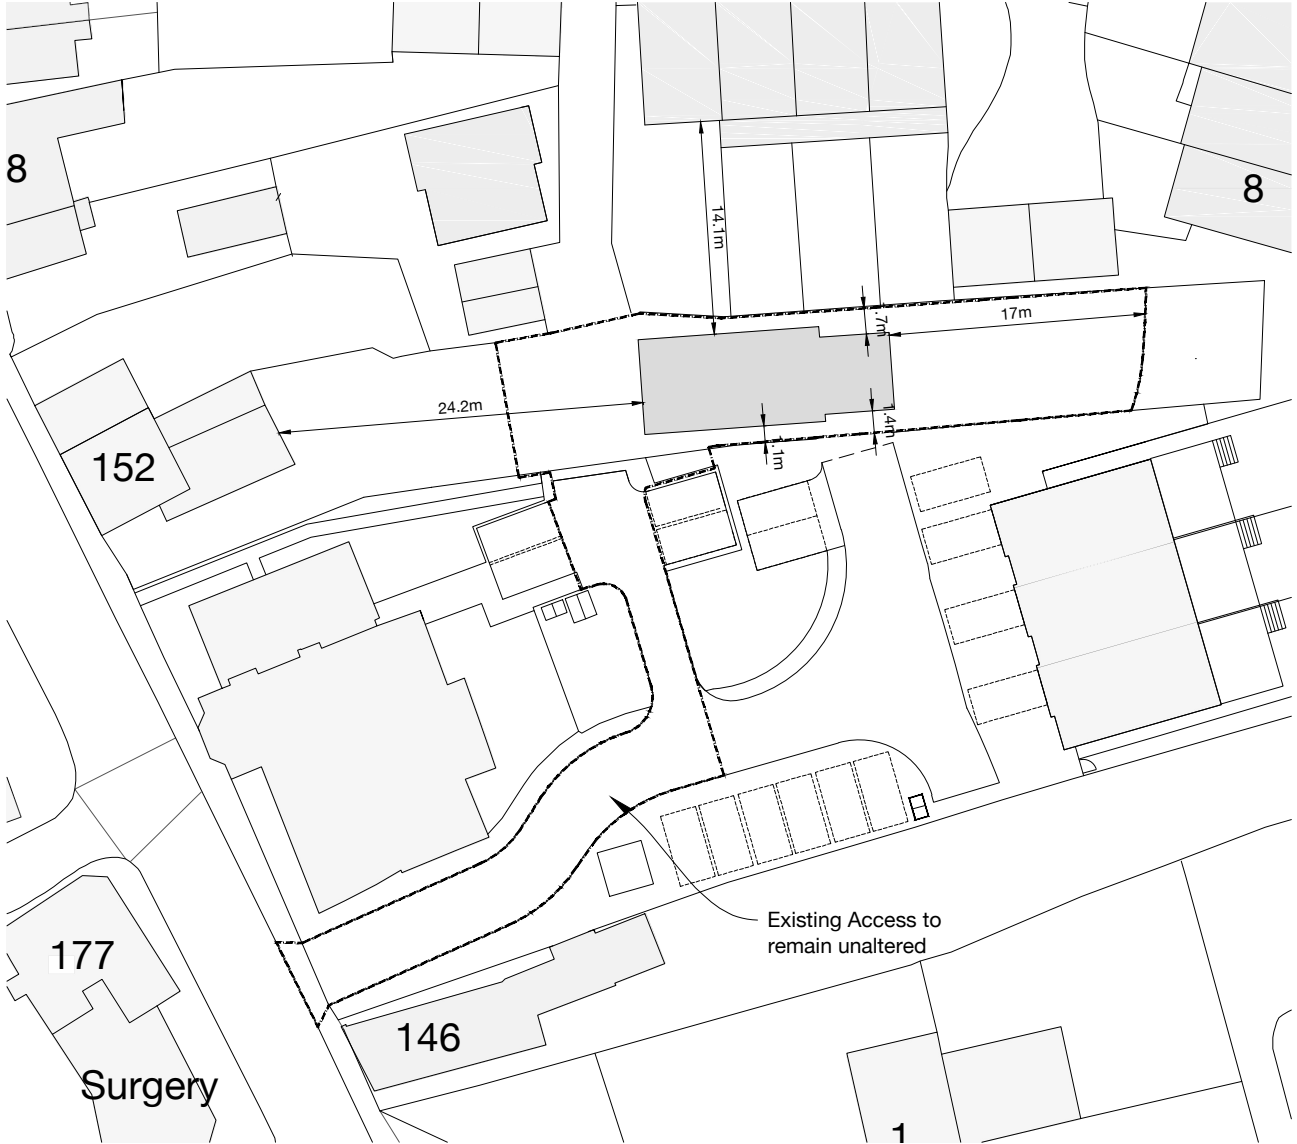 8
8
14.1m
17m
24.2m
152
Existing Access to
remain unaltered
177
146
Surgery
1